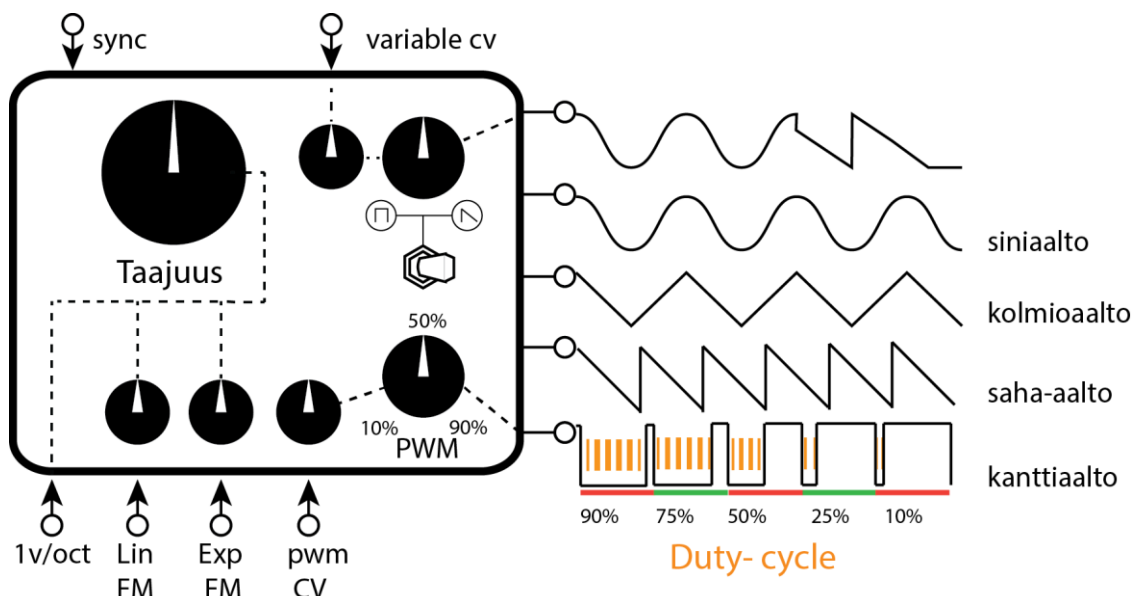 sync
variable cv
Taajuus
siniaalto
50%
kolmioaalto
10%
90%
PWM
saha-aalto
kanttiaalto
90%
75%
50%
25%
10%
1v/oct
Lin
FM
Exp
FM
pwm
CV
Duty- cycle